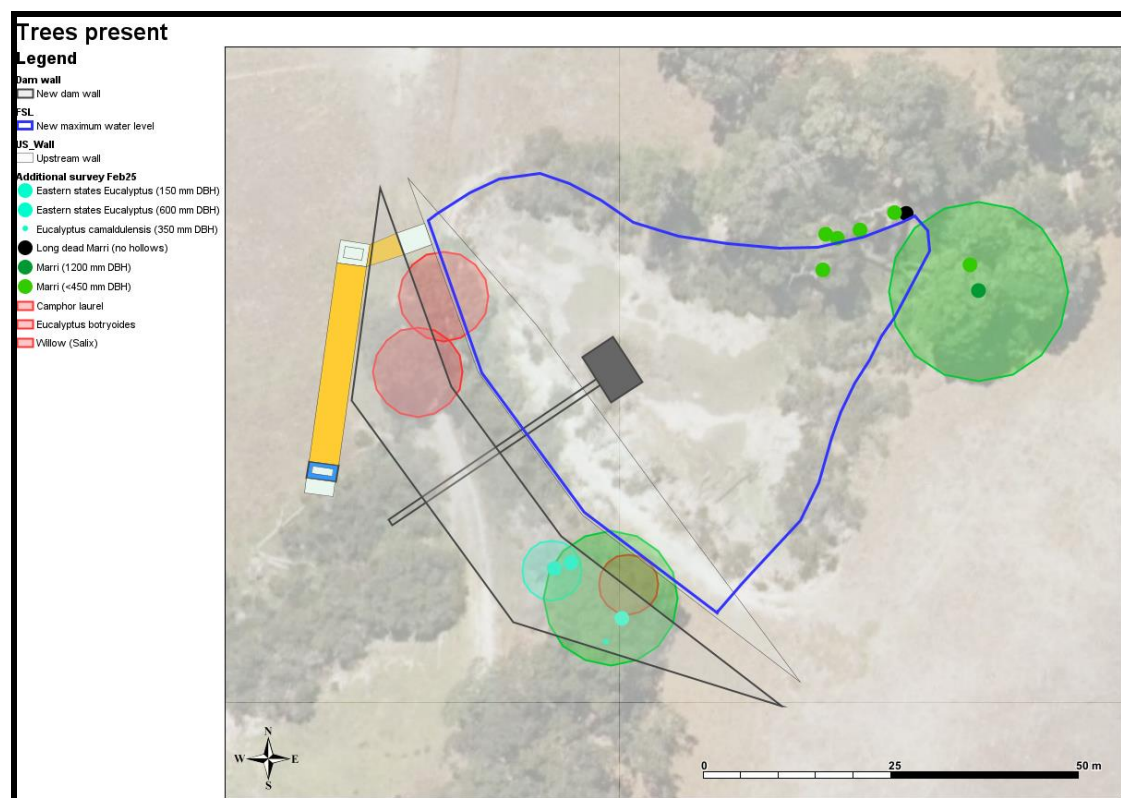 Trees present
Legend
Dam wall
New dam wall
FSL
New maximum water level
US_Wall
Upstream wall
Additional survey Feb25
Eastern states Eucalyptus (150 mm DBH)
Eastern states Eucalyptus (600 mm DBH)
Eucalyptus camaldulensis (350 mm DBH)
Long dead Marri (no hollows)
Marri (1200 mm DBH)
Marri (<450 mm DBH)
Camphor laurel
Eucalyptus botryoides
Willow (Salix)
N
W E
S
0 25 50 m